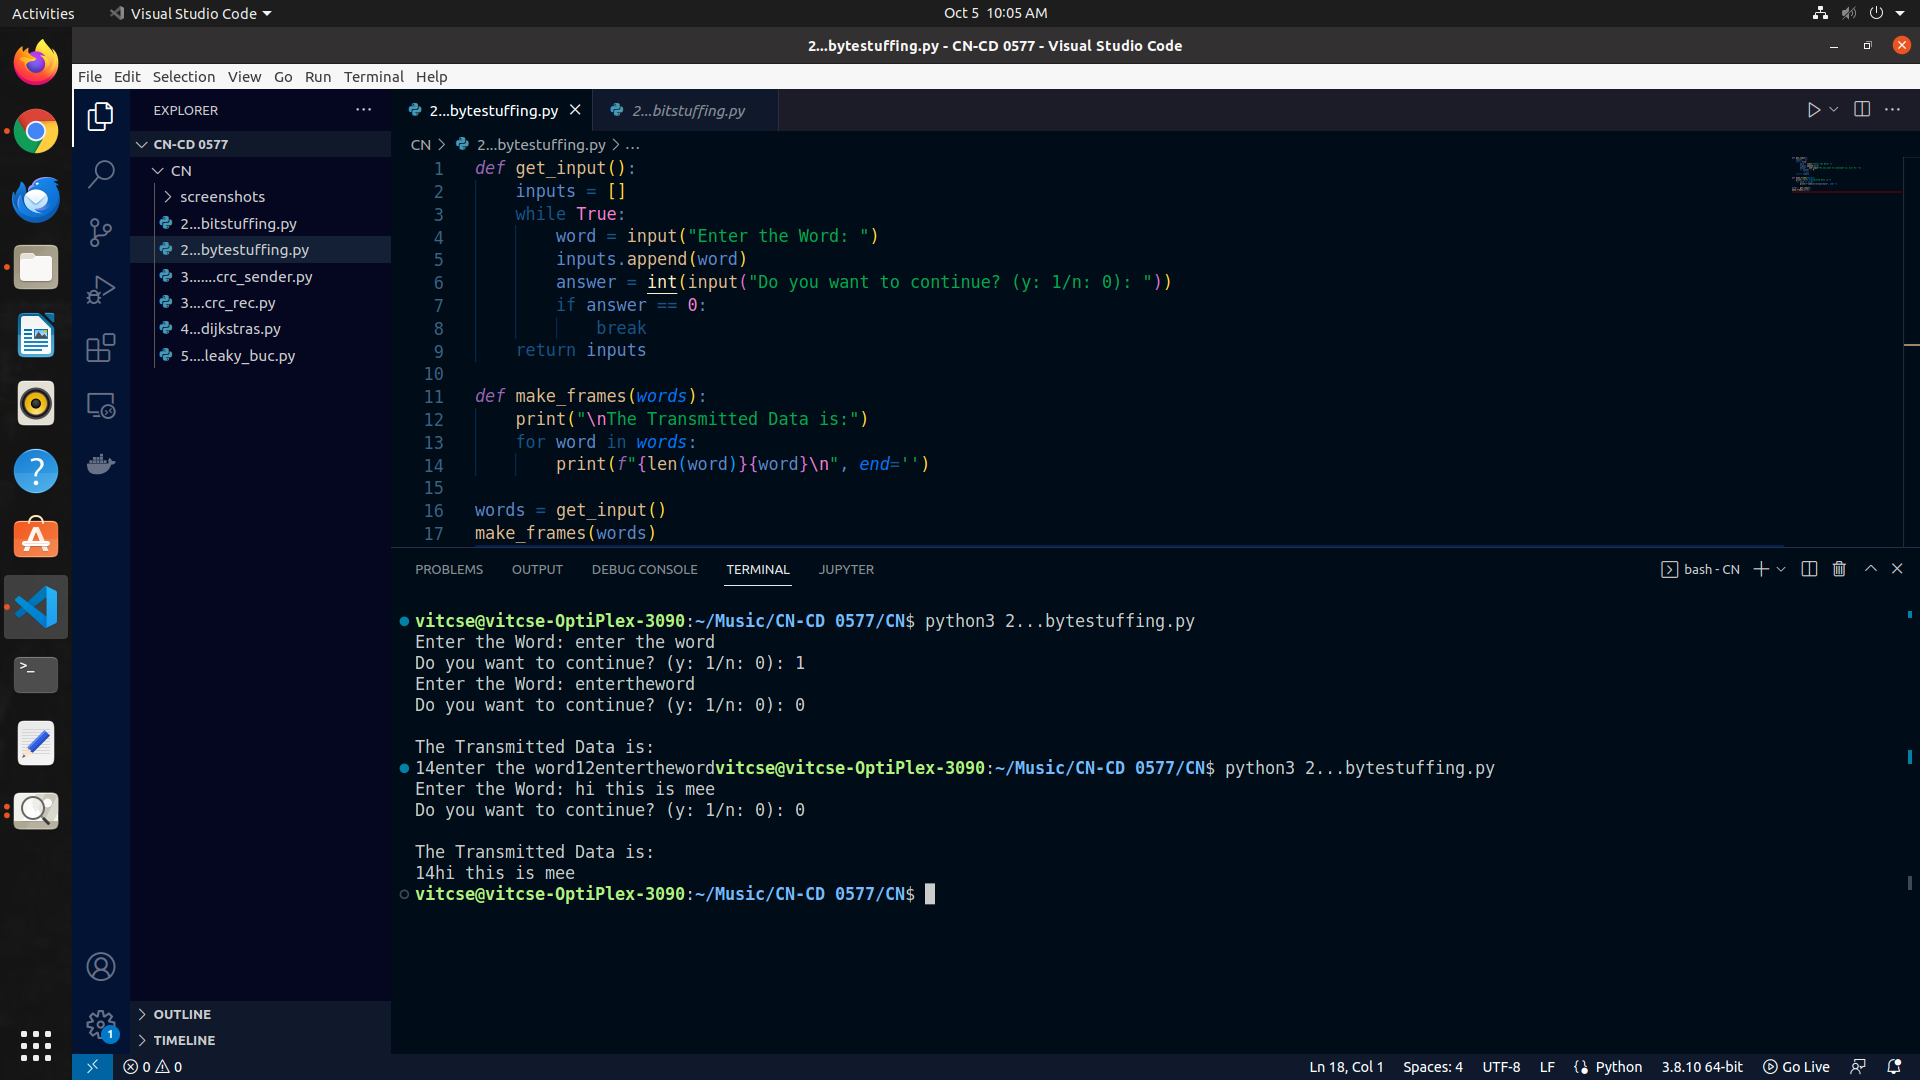 Activities
Visual Studio Code
Oct 5 10:05 AM
2...bytestuffing.py - CN-CD 0577 - Visual Studio Code
File Edit Selection View Go Run Terminal Help
EXPLORER
CN-CD 0577
CN
screenshots
2...bitstuffing.py
2...bytestuffing.py
3.......crc_sender.py
3....crc_rec.py
4...dijkstras.py
5....leaky_buc.py
OUTLINE
TIMELINE
2...bytestuffing.py
2...bitstuffing.py
CN > 2...bytestuffing.py > ...
1 def get_input():
2 inputs = []
3 while True:
4 word = input("Enter the Word: ")
5 inputs.append(word)
6 answer = int(input("Do you want to continue? (y: 1/n: 0): "))
7 if answer == 0:
8 break
9 return inputs
10
11 def make_frames(words):
12 print("\nThe Transmitted Data is:")
13 for word in words:
14 print(f"{len(word)}{word}\n", end='')
15
16 words = get_input()
17 make_frames(words)
PROBLEMS OUTPUT DEBUG CONSOLE TERMINAL JUPYTER
bash - CN
vitcse@vitcse-OptiPlex-3090:~/Music/CN-CD 0577/CN$ python3 2...bytestuffing.py
Enter the Word: enter the word
Do you want to continue? (y: 1/n: 0): 1
Enter the Word: entertheword
Do you want to continue? (y: 1/n: 0): 0
The Transmitted Data is:
14enter the word12enterthewordvitcse@vitcse-OptiPlex-3090:~/Music/CN-CD 0577/CN$ python3 2...bytestuffing.py
Enter the Word: hi this is mee
Do you want to continue? (y: 1/n: 0): 0
The Transmitted Data is:
14hi this is mee
vitcse@vitcse-OptiPlex-3090:~/Music/CN-CD 0577/CN$
1
0 0
Ln 18, Col 1 Spaces: 4 UTF-8 LF Python 3.8.10 64-bit Go Live